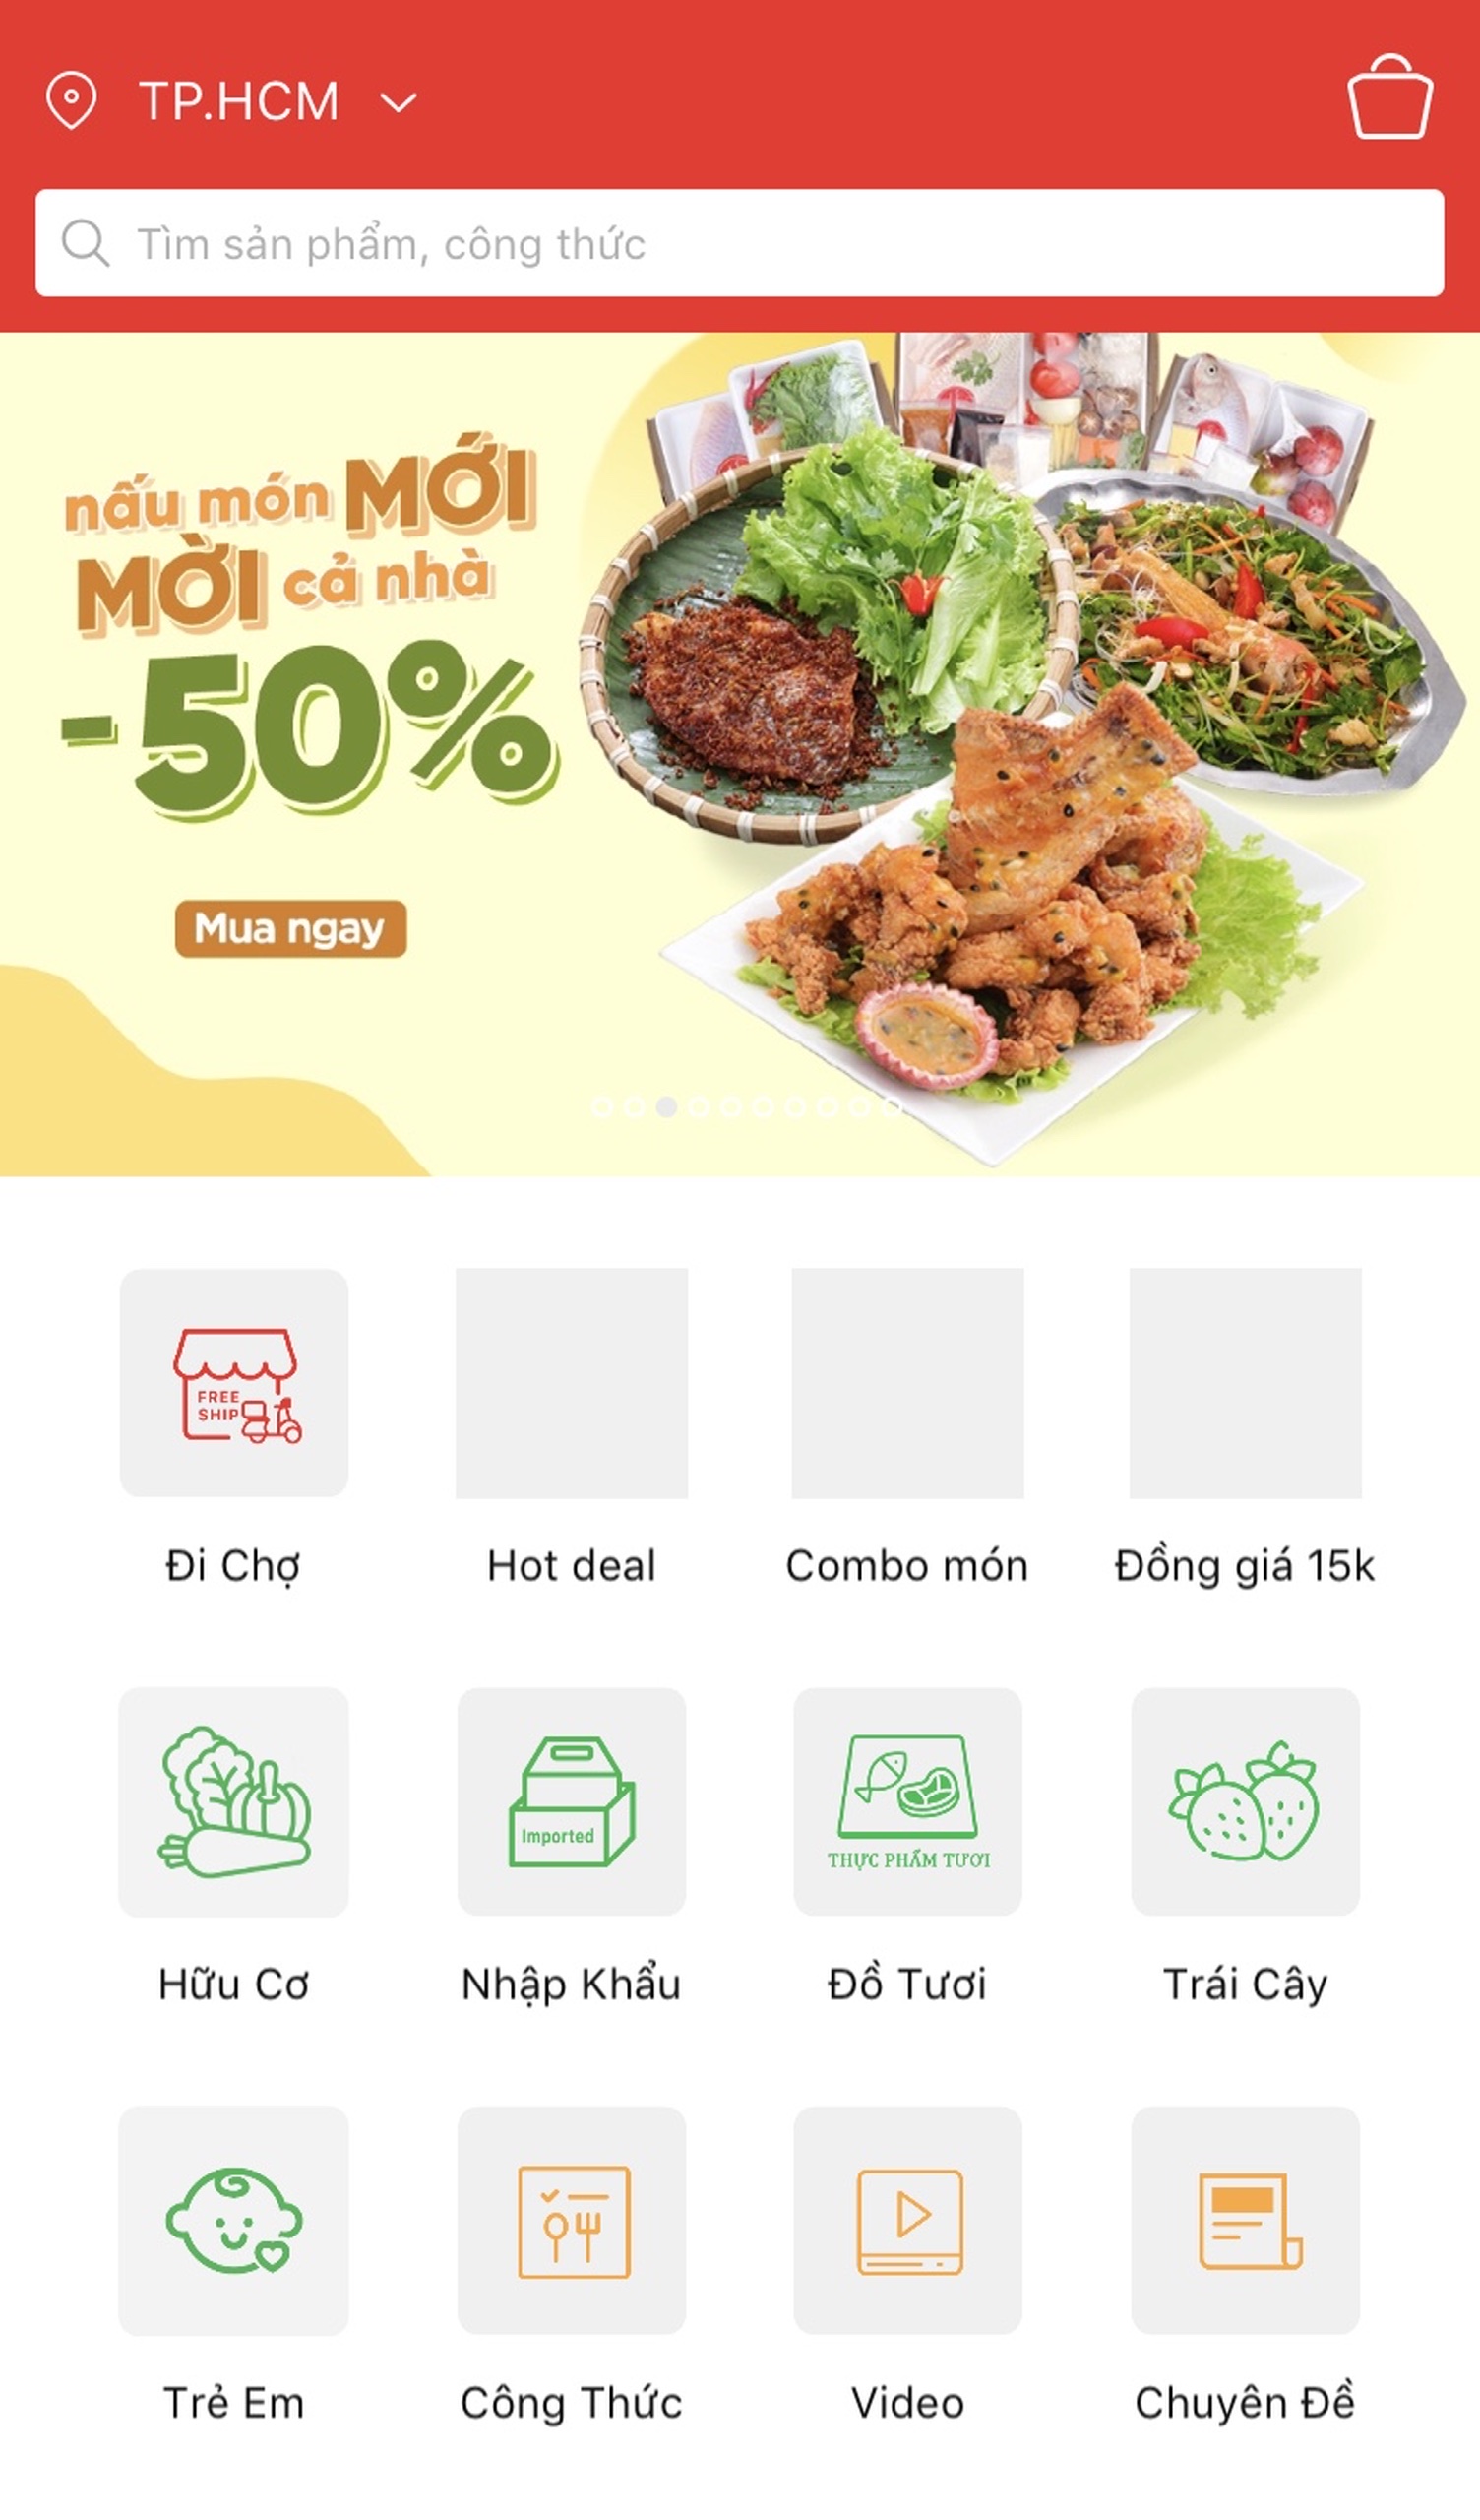 TP.HCM
Tìm sản phẩm, công thức
nấu món MỚI
MỜI cả nhà
-50%
Mua ngay
FREE
SHIP
Đi Chợ
Hot deal
Combo món
Đồng giá 15k
Imported
THỰC PHẨM TƯƠI
Hữu Cơ
Nhập Khẩu
Đồ Tươi
Trái Cây
Trẻ Em
Công Thức
Video
Chuyên Đề